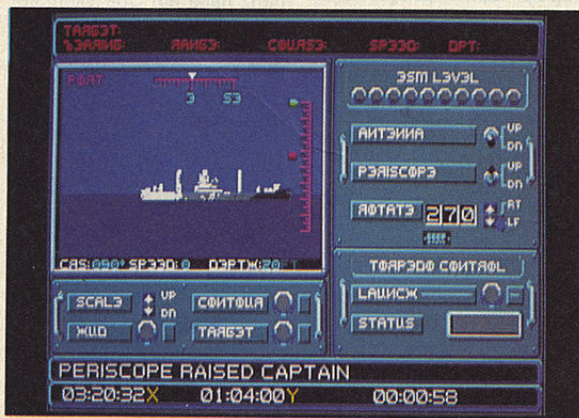 TARGET:
BEARING: RANGE: COURSE: SPEED: DPT:
PORT
E SE
CRS:090° SPEED:0 DEPTH:20FT
ESM LEVEL
ANTENNA UP
DN
PERISCOPE UP
DN
ROTATE 270 RT
LF
TORPEDO CONTROL
LAUNCH
STATUS
SCALE UP
DN
CONTOUR
HUD
TARGET
PERISCOPE RAISED CAPTAIN
03:20:32X 01:04:00Y 00:00:58